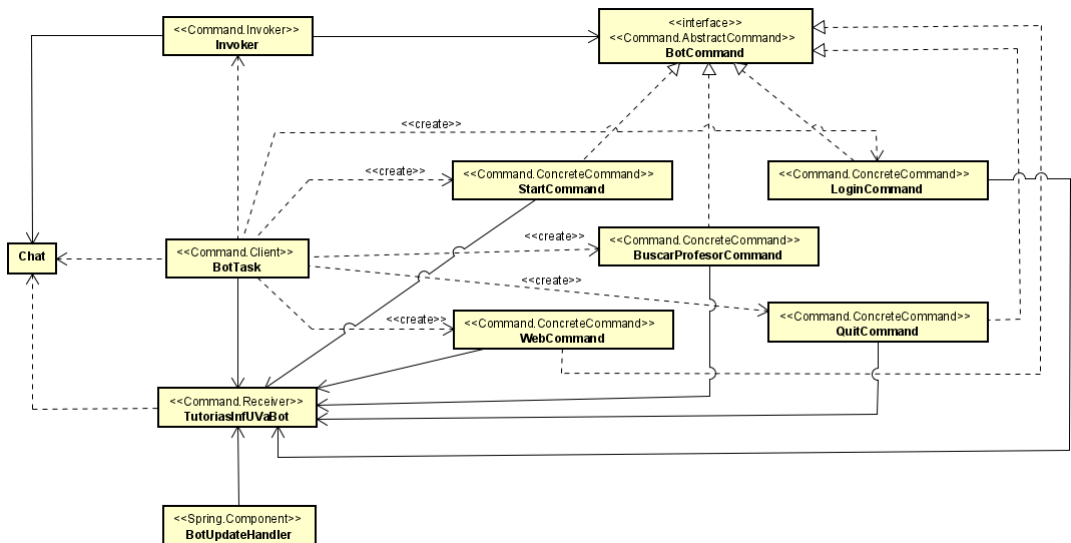 <<Command.Invoker>>
Invoker
<<interface>>
<<Command.AbstractCommand>>
BotCommand
<<create>>
<<create>>
<<Command.ConcreteCommand>>
StartCommand
<<Command.ConcreteCommand>>
LoginCommand
Chat
<<Command.Client>>
BotTask
<<create>>
<<Command.ConcreteCommand>>
BuscarProfesorCommand
<<create>>
<<create>>
<<Command.ConcreteCommand>>
WebCommand
<<Command.ConcreteCommand>>
QuitCommand
<<Command.Receiver>>
TutoriasInfUVaBot
<<Spring.Component>>
BotUpdateHandler